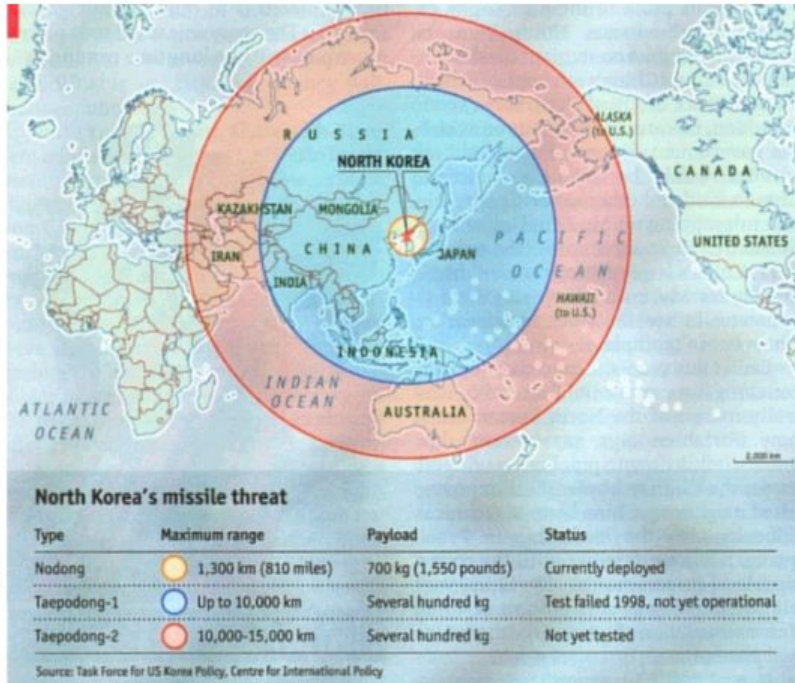 RUSSIA
ALASKA
(to U.S.)
NORTH KOREA
CANADA
KAZAKHSTAN
MONGOLIA
CHINA
PACIFIC
OCEAN
UNITED STATES
IRAN
JAPAN
INDIA
HAWAII
(to U.S.)
INDONESIA
INDIAN
OCEAN
ATLANTIC
OCEAN
AUSTRALIA
North Korea's missile threat
Type Maximum range Payload Status
Nodong 1,300 km (810 miles) 700 kg (1,550 pounds) Currently deployed
Taepodong-1 Up to 10,000 km Several hundred kg Test failed 1998, not yet operational
Taepodong-2 10,000-15,000 km Several hundred kg Not yet tested
Source: Task Force for US Korea Policy, Centre for International Policy